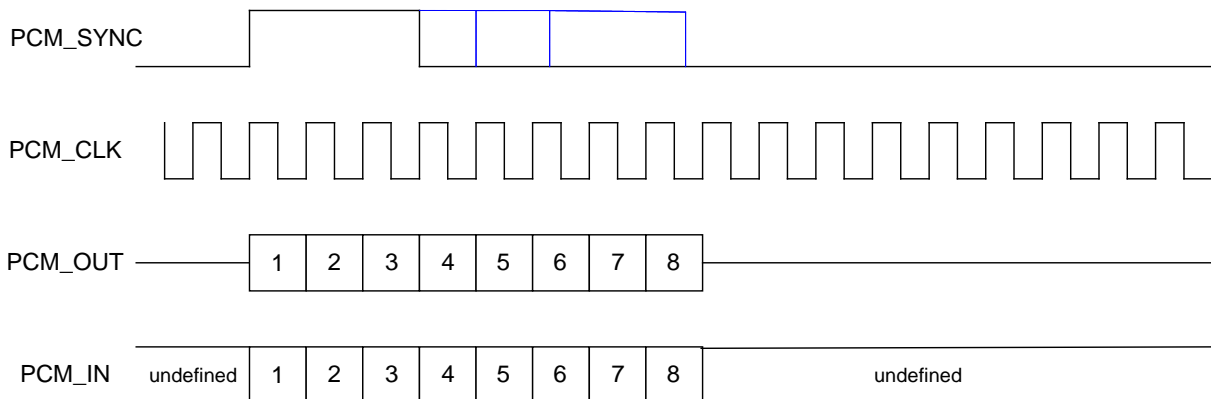 PCM_SYNC
PCM_CLK
PCM_OUT 1 2 3 4 5 6 7 8
PCM_IN undefined 1 2 3 4 5 6 7 8 undefined